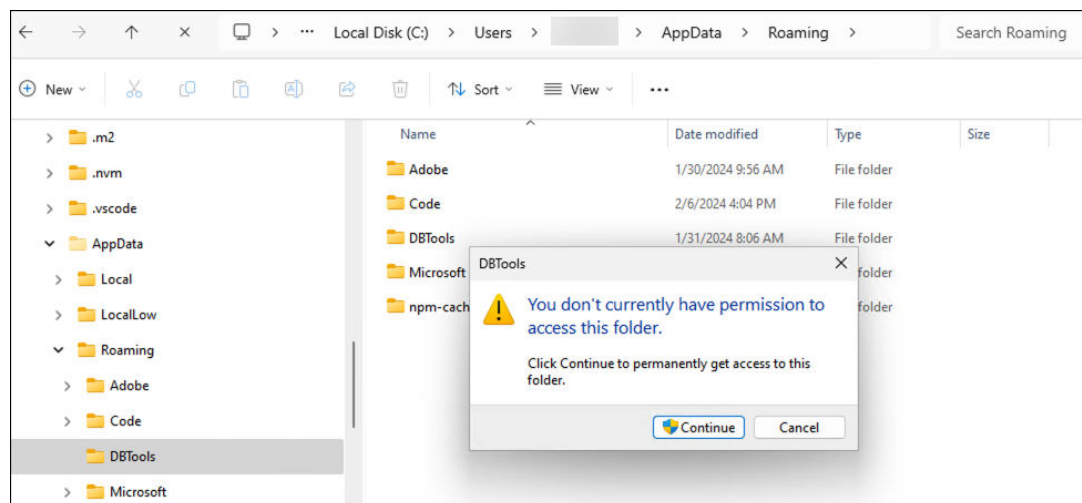 Local Disk (C:) > Users > > AppData > Roaming >
Search Roaming
New
Sort
View
.m2
.nvm
.vscode
AppData
Local
LocalLow
Roaming
Adobe
Code
DBTools
Microsoft
Name Date modified Type Size
Adobe 1/30/2024 9:56 AM File folder
Code 2/6/2024 4:04 PM File folder
DBTools 1/31/2024 8:06 AM File folder
Microsoft folder
npm-cach folder
DBTools
You don't currently have permission to
access this folder.
Click Continue to permanently get access to this
folder.
Continue Cancel